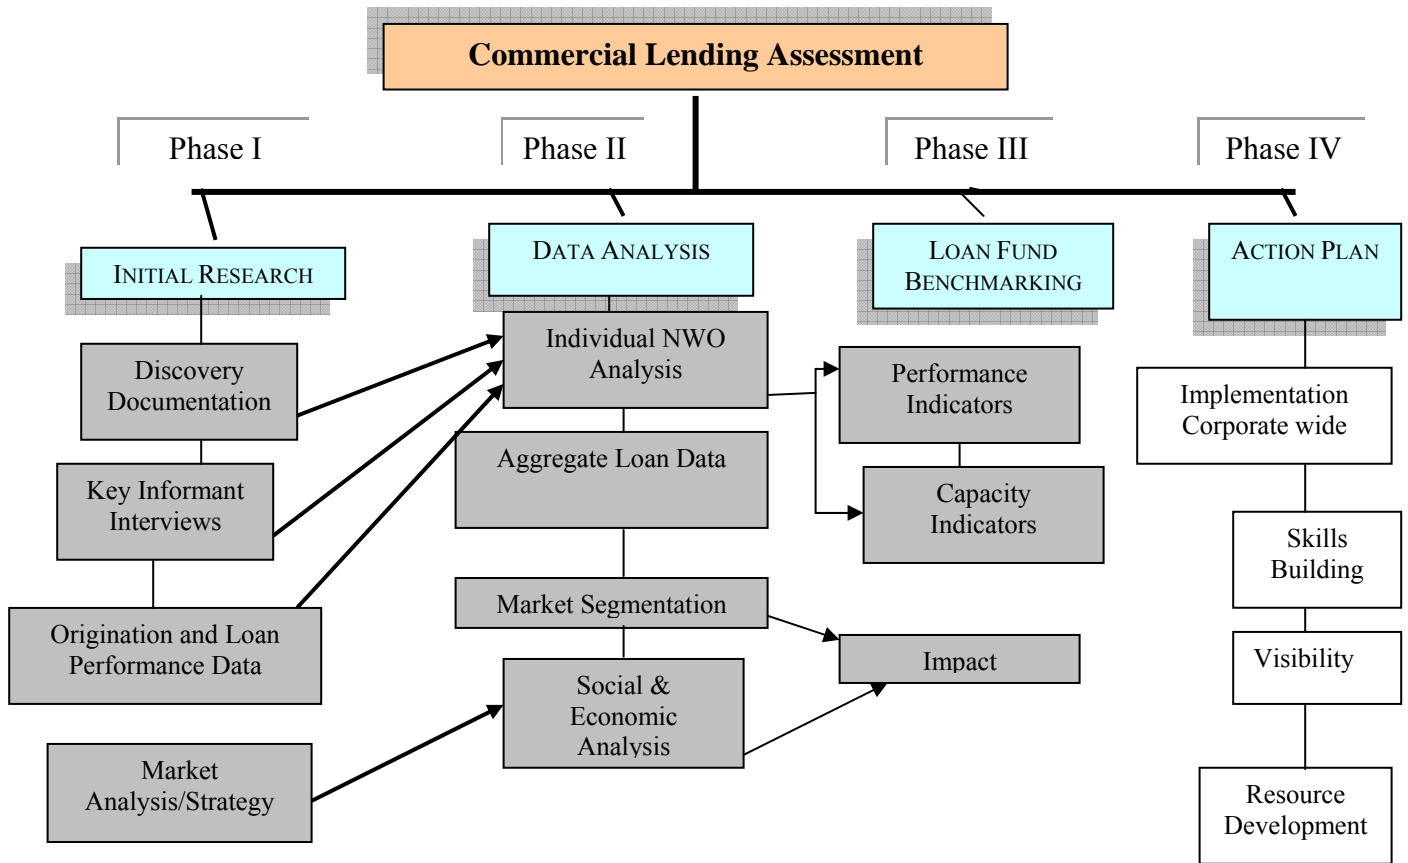 Commercial Lending Assessment
Phase I
Phase II
Phase III
Phase IV
INITIAL RESEARCH
Discovery
Documentation
Key Informant
Interviews
Origination and Loan
Performance Data
Market
Analysis/Strategy
DATA ANALYSIS
Individual NWO
Analysis
Aggregate Loan Data
Market Segmentation
Social &
Economic
Analysis
LOAN FUND
BENCHMARKING
Performance
Indicators
Capacity
Indicators
Impact
ACTION PLAN
Implementation
Corporate wide
Skills
Building
Visibility
Resource
Development